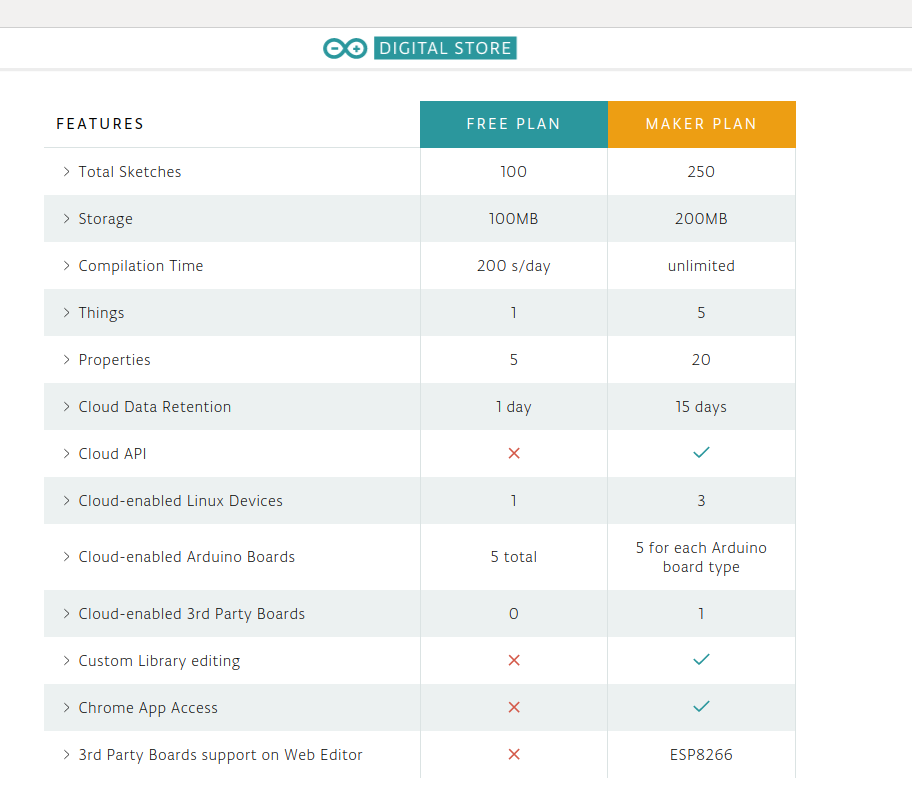 DIGITAL STORE
FEATURES FREE PLAN MAKER PLAN
Total Sketches 100 250
Storage 100MB 200MB
Compilation Time 200 s/day unlimited
Things 1 5
Properties 5 20
Cloud Data Retention 1 day 15 days
Cloud API
Cloud-enabled Linux Devices 1 3
Cloud-enabled Arduino Boards 5 total 5 for each Arduino
board type
Cloud-enabled 3rd Party Boards 0 1
Custom Library editing
Chrome App Access
3rd Party Boards support on Web Editor ESP8266